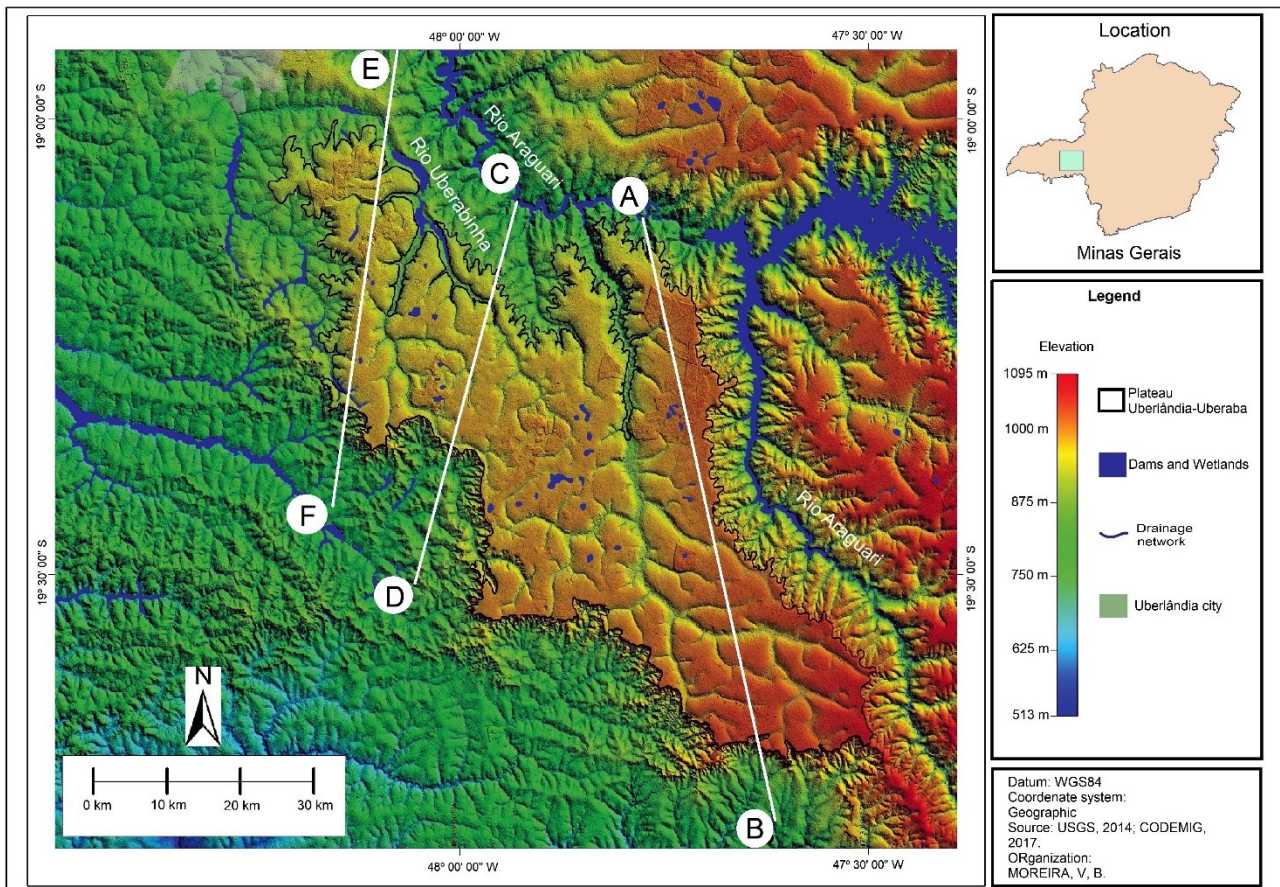 48° 00' 00" W
47° 30' 00" W
19° 00' 00" S
19° 00' 00" S
E
Rio Araguari
Rio Uberabinha
C
A
F
D
Rio Araguari
19° 30' 00" S
19° 30' 00" S
N
0 km
10 km
20 km
30 km
B
48° 00' 00" W
47° 30' 00" W
Location
Minas Gerais
Legend
Elevation
1095 m
1000 m
875 m
750 m
625 m
513 m
Plateau
Uberlândia-Uberaba
Dams and Wetlands
Drainage
network
Uberlândia city
Datum: WGS84
Coordenate system:
Geographic
Source: USGS, 2014; CODEMIG,
2017.
ORganization:
MOREIRA, V, B.